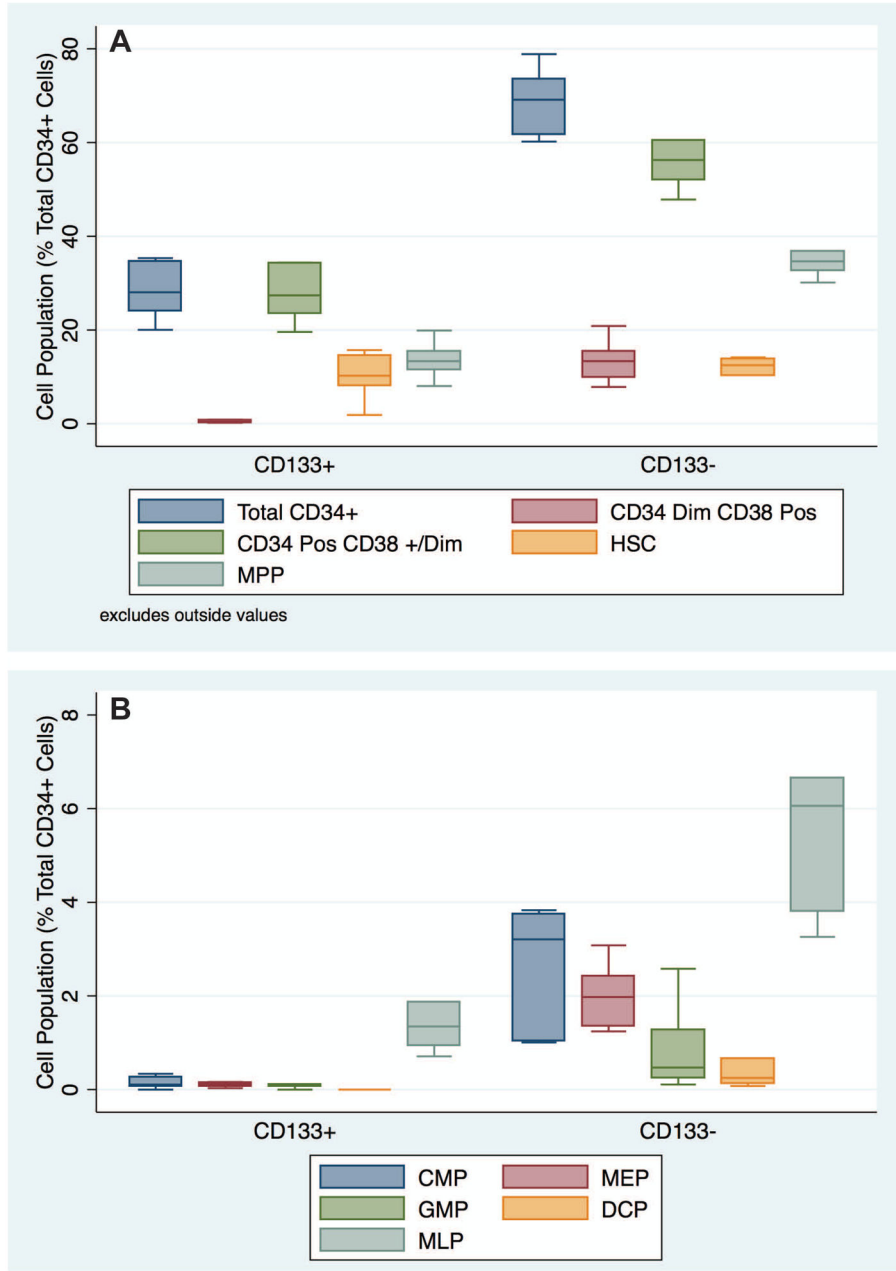 A
Cell Population (% Total CD34+ Cells)
80
60
40
20
0
CD133+ CD133-
Total CD34+ CD34 Dim CD38 Pos
CD34 Pos CD38 +/Dim HSC
MPP
excludes outside values
B
Cell Population (% Total CD34+ Cells)
8
6
4
2
0
CD133+ CD133-
CMP MEP
GMP DCP
MLP